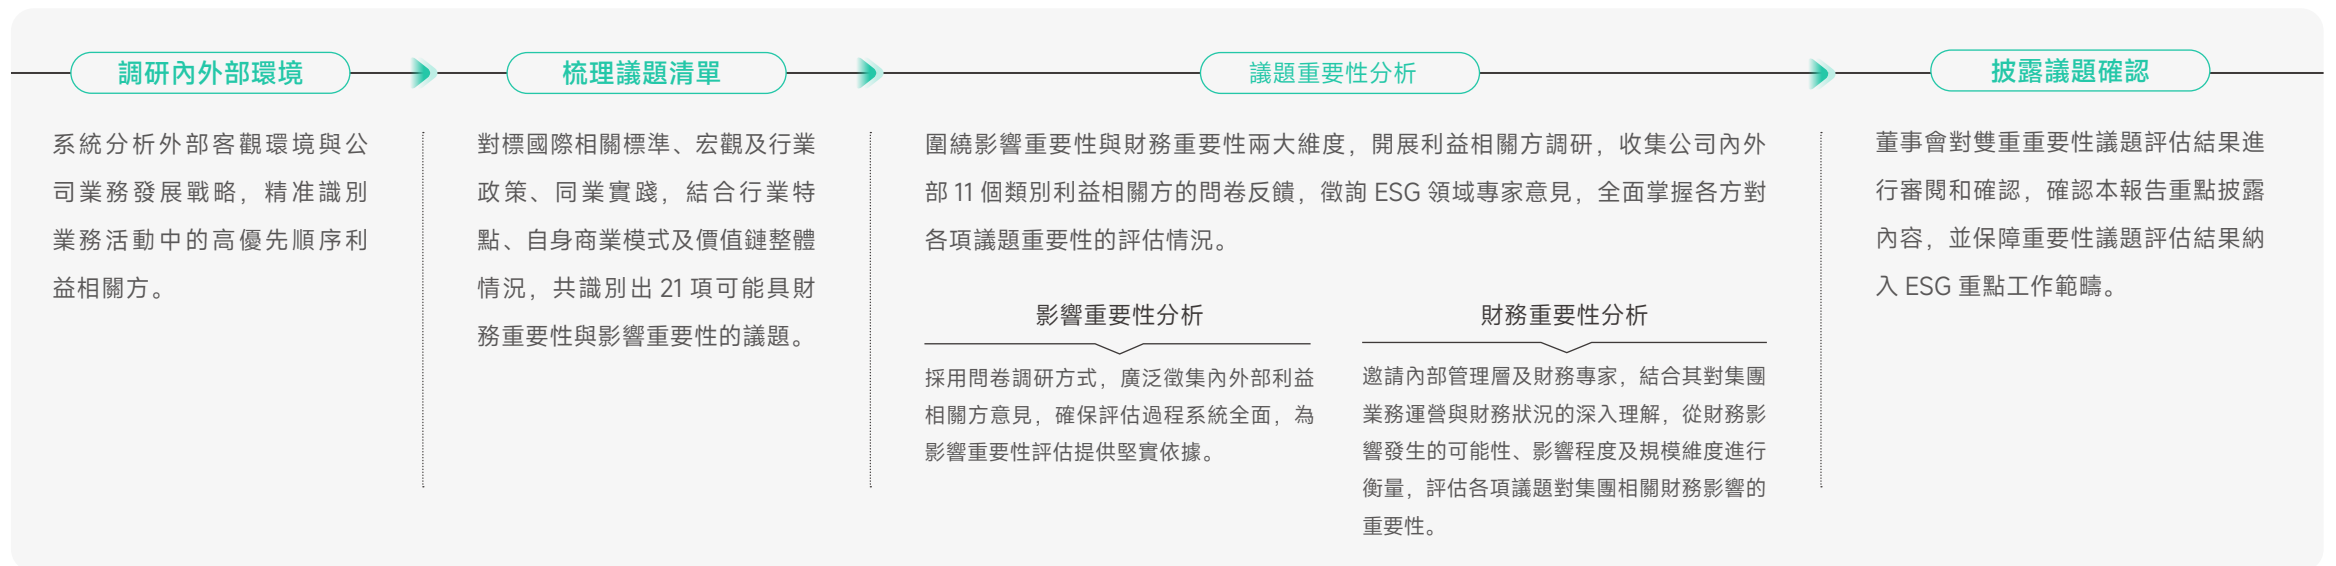 調研內外部環境
系統分析外部客觀環境與公
司業務發展戰略，精准識別
業務活動中的高優先順序利
益相關方。
梳理議題清單
對標國際相關標準、宏觀及行業
政策、同業實踐，結合行業特
點、自身商業模式及價值鏈整體
情況，共識別出 21 項可能具財
務重要性與影響重要性的議題。
議題重要性分析
圍繞影響重要性與財務重要性兩大維度，開展利益相關方調研，收集公司內外
部 11 個類別利益相關方的問卷反饋，徵詢 ESG 領域專家意見，全面掌握各方對
各項議題重要性的評估情況。
影響重要性分析
採用問卷調研方式，廣泛徵集內外部利益
相關方意見，確保評估過程系統全面，為
影響重要性評估提供堅實依據。
財務重要性分析
邀請內部管理層及財務專家，結合其對集團
業務運營與財務狀況的深入理解，從財務影
響發生的可能性、影響程度及規模維度進行
衡量，評估各項議題對集團相關財務影響的
重要性。
披露議題確認
董事會對雙重重要性議題評估結果進
行審閱和確認，確認本報告重點披露
內容，並保障重要性議題評估結果納
入 ESG 重點工作範疇。